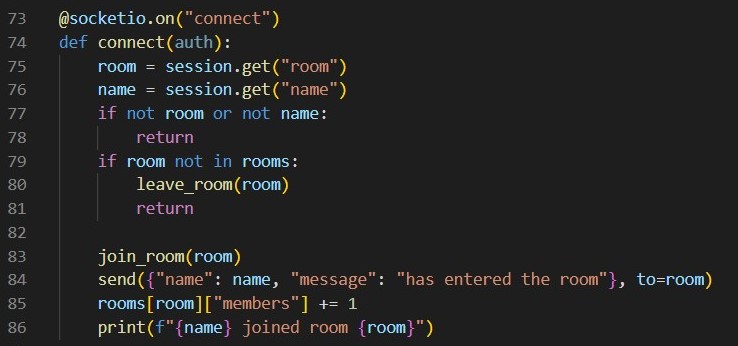 73 @socketio.on("connect")
74 def connect(auth):
75     room = session.get("room")
76     name = session.get("name")
77     if not room or not name:
78         return
79     if room not in rooms:
80         leave_room(room)
81         return
82
83     join_room(room)
84     send({"name": name, "message": "has entered the room"}, to=room)
85     rooms[room]["members"] += 1
86     print(f"{name} joined room {room}")